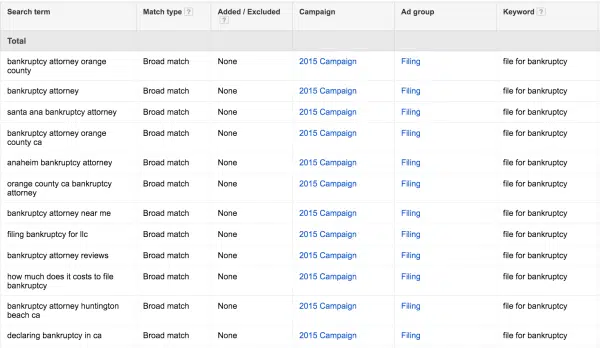 Search term Match type ? Added / Excluded ? Campaign Ad group Keyword ?
Total
bankruptcy attorney orange county Broad match None 2015 Campaign Filing file for bankruptcy
bankruptcy attorney Broad match None 2015 Campaign Filing file for bankruptcy
santa ana bankruptcy attorney Broad match None 2015 Campaign Filing file for bankruptcy
bankruptcy attorney orange county ca Broad match None 2015 Campaign Filing file for bankruptcy
anaheim bankruptcy attorney Broad match None 2015 Campaign Filing file for bankruptcy
orange county ca bankruptcy attorney Broad match None 2015 Campaign Filing file for bankruptcy
bankruptcy attorney near me Broad match None 2015 Campaign Filing file for bankruptcy
filing bankruptcy for llc Broad match None 2015 Campaign Filing file for bankruptcy
bankruptcy attorney reviews Broad match None 2015 Campaign Filing file for bankruptcy
how much does it costs to file bankruptcy Broad match None 2015 Campaign Filing file for bankruptcy
bankruptcy attorney huntington beach ca Broad match None 2015 Campaign Filing file for bankruptcy
declaring bankruptcy in ca Broad match None 2015 Campaign Filing file for bankruptcy